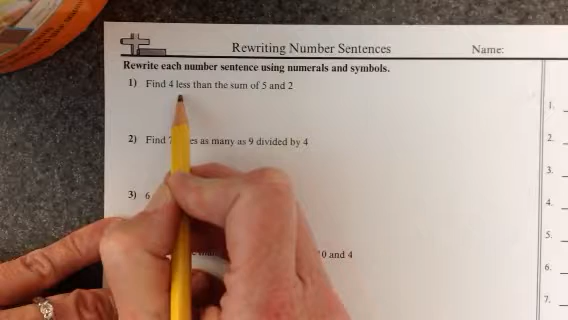 Rewriting Number Sentences Name:
Rewrite each number sentence using numerals and symbols.
1) Find 4 less than the sum of 5 and 2
1.
2) Find 7 es as many as 9 divided by 4
2.
3.
3) 6
4.
5.
0 and 4
6.
7.